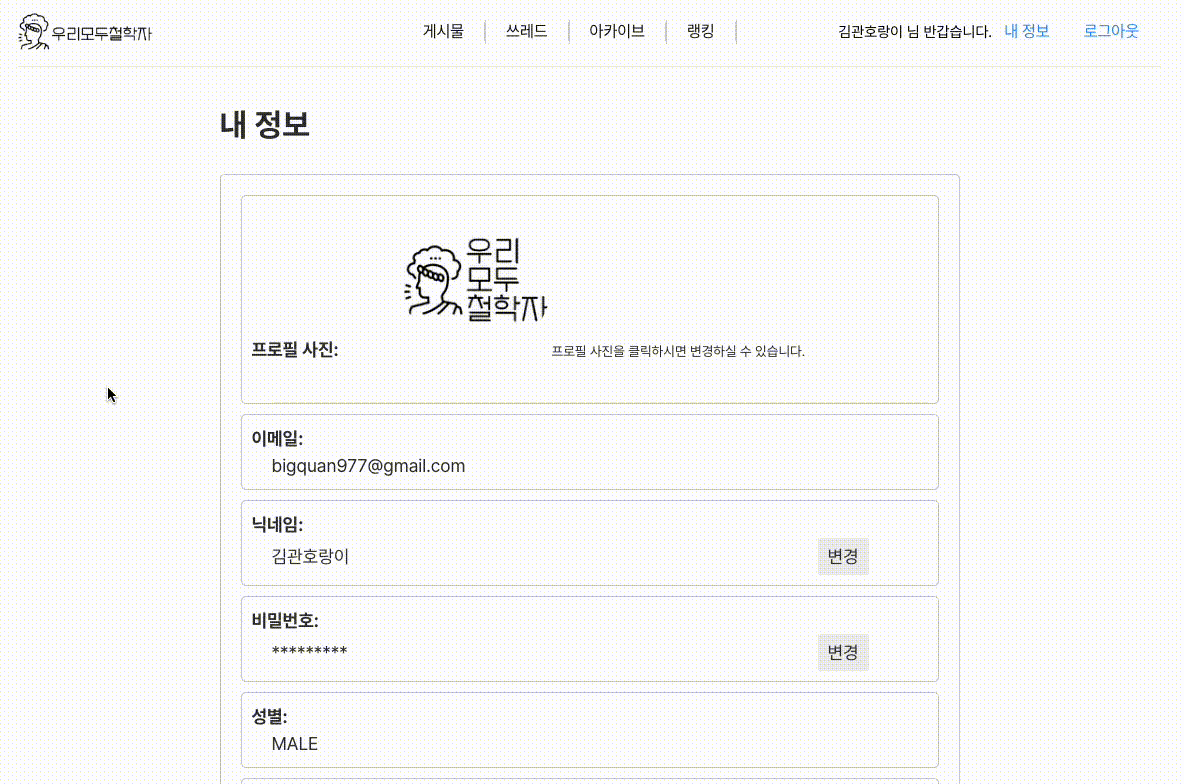 우리모두철학자 게시물 쓰레드 아카이브 랭킹 김관호랑이 님 반갑습니다. 내 정보 로그아웃
내 정보
우리
모두
철학자
프로필 사진: 프로필 사진을 클릭하시면 변경하실 수 있습니다.
이메일:
bigquan977@gmail.com
닉네임:
김관호랑이 변경
비밀번호:
********* 변경
성별:
MALE